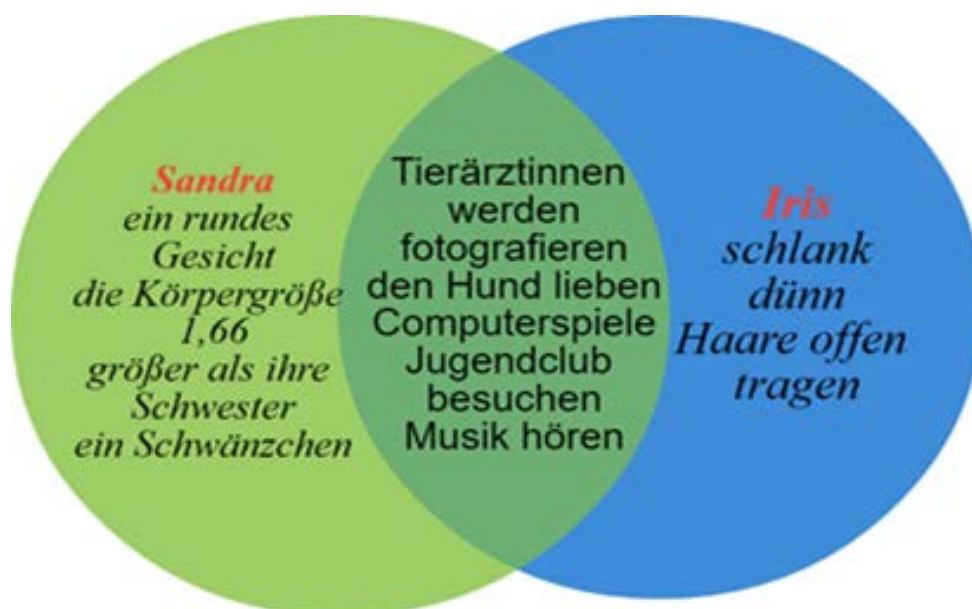 Sandra
ein rundes
Gesicht
die Körpergröße
1,66
größer als ihre
Schwester
ein Schwänzchen
Tierärztinnen
werden
fotografieren
den Hund lieben
Computerspiele
Jugendclub
besuchen
Musik hören
Iris
schlank
dünn
Haare offen
tragen